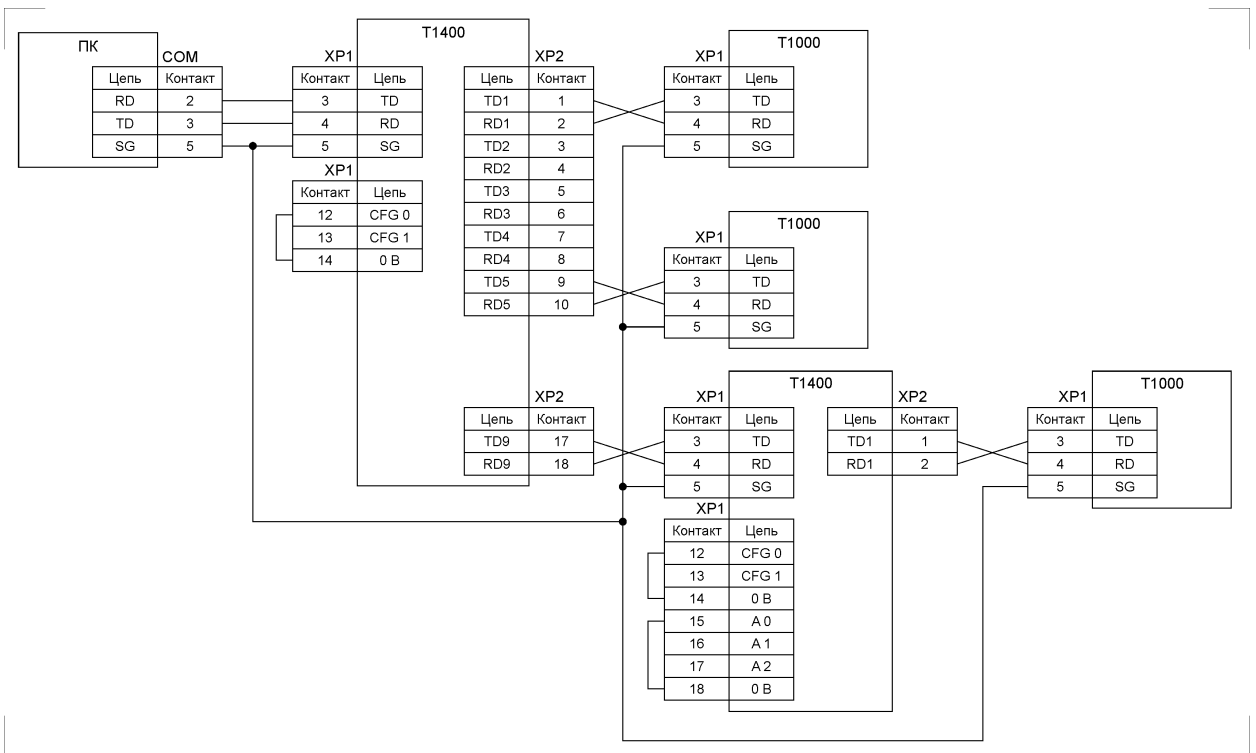 ПК
COM
Цепь Контакт
RD 2
TD 3
SG 5
T1400
XP1
Контакт Цепь
3 TD
4 RD
5 SG
XP1
Контакт Цепь
12 CFG 0
13 CFG 1
14 0 В
XP2
Цепь Контакт
TD1 1
RD1 2
TD2 3
RD2 4
TD3 5
RD3 6
TD4 7
RD4 8
TD5 9
RD5 10
XP2
Цепь Контакт
TD9 17
RD9 18
T1000
XP1
Контакт Цепь
3 TD
4 RD
5 SG
T1000
XP1
Контакт Цепь
3 TD
4 RD
5 SG
T1400
XP1
Контакт Цепь
3 TD
4 RD
5 SG
XP1
Контакт Цепь
12 CFG 0
13 CFG 1
14 0 В
15 A 0
16 A 1
17 A 2
18 0 В
XP2
Цепь Контакт
TD1 1
RD1 2
T1000
XP1
Контакт Цепь
3 TD
4 RD
5 SG